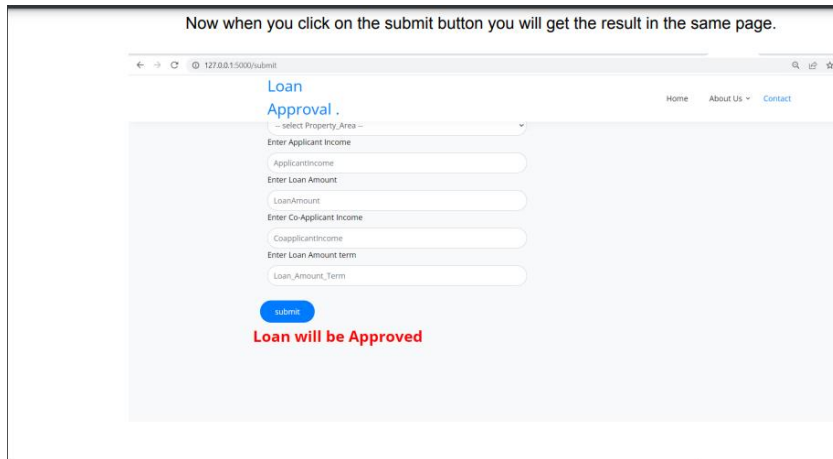 Now when you click on the submit button you will get the result in the same page.
127.0.0.1:5000/submit
Loan
Approval .
Home About Us Contact
-- select Property_Area --
Enter Applicant Income
ApplicantIncome
Enter Loan Amount
LoanAmount
Enter Co-Applicant Income
CoapplicantIncome
Enter Loan Amount term
Loan_Amount_Term
submit
Loan will be Approved